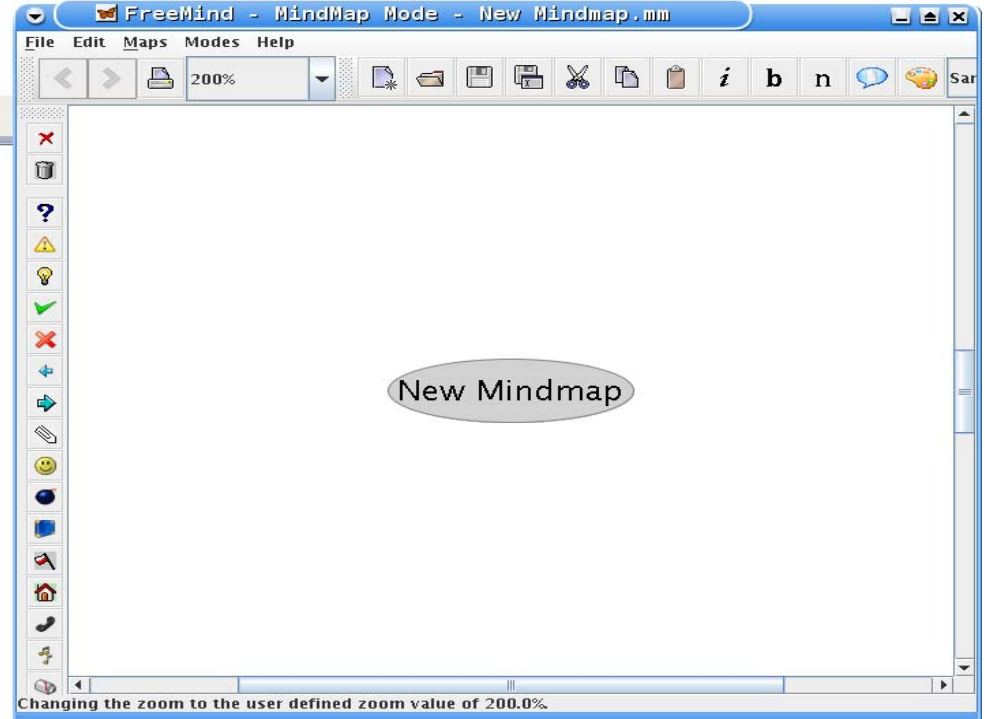 FreeMind - MindMap Mode - New Mindmap.mm
File Edit Maps Modes Help
200% i b n Sar
New Mindmap
Changing the zoom to the user defined zoom value of 200.0%.